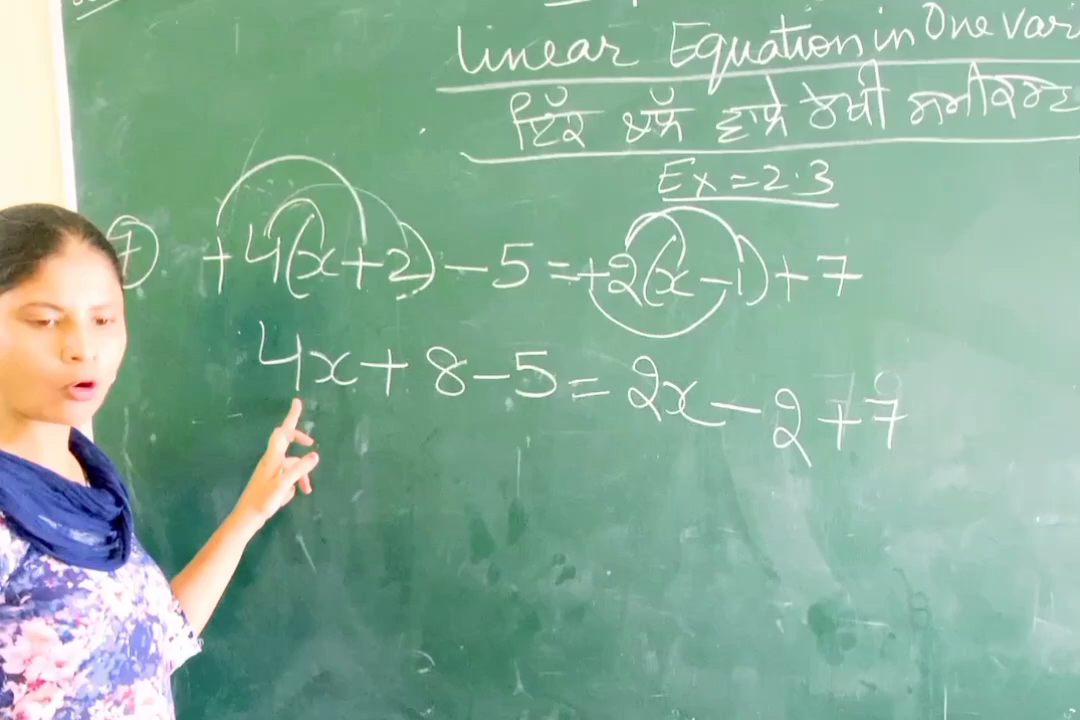 Linear Equation in One Vari
ਇੱਕ ਚੱਲ ਵਾਲੇ ਰੇਖੀ ਸਮੀਕਰਣ
Ex = 2.3
7) +4(x+2) - 5 = +2(x-1) + 7
4x + 8 - 5 = 2x - 2 + 7